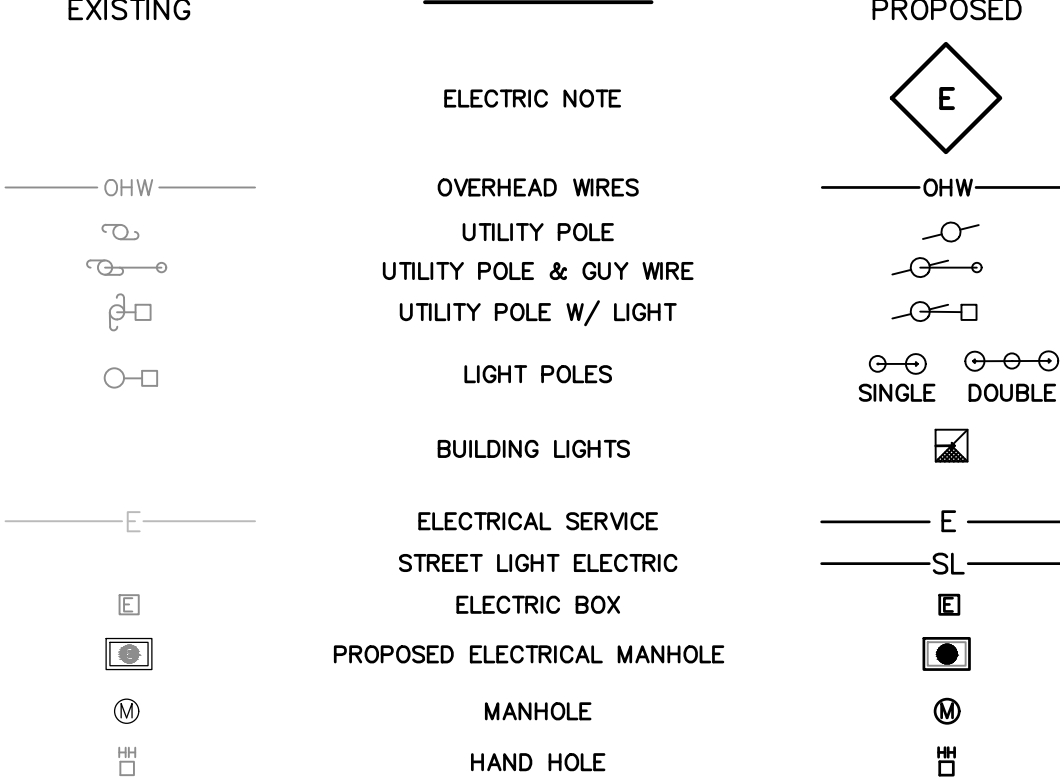 EXISTING PROPOSED
ELECTRIC NOTE E
OHW OVERHEAD WIRES OHW
UTILITY POLE
UTILITY POLE & GUY WIRE
UTILITY POLE W/ LIGHT
LIGHT POLES
SINGLE DOUBLE
BUILDING LIGHTS
E ELECTRICAL SERVICE E
STREET LIGHT ELECTRIC SL
E ELECTRIC BOX E
PROPOSED ELECTRICAL MANHOLE
M MANHOLE M
HH HAND HOLE HH